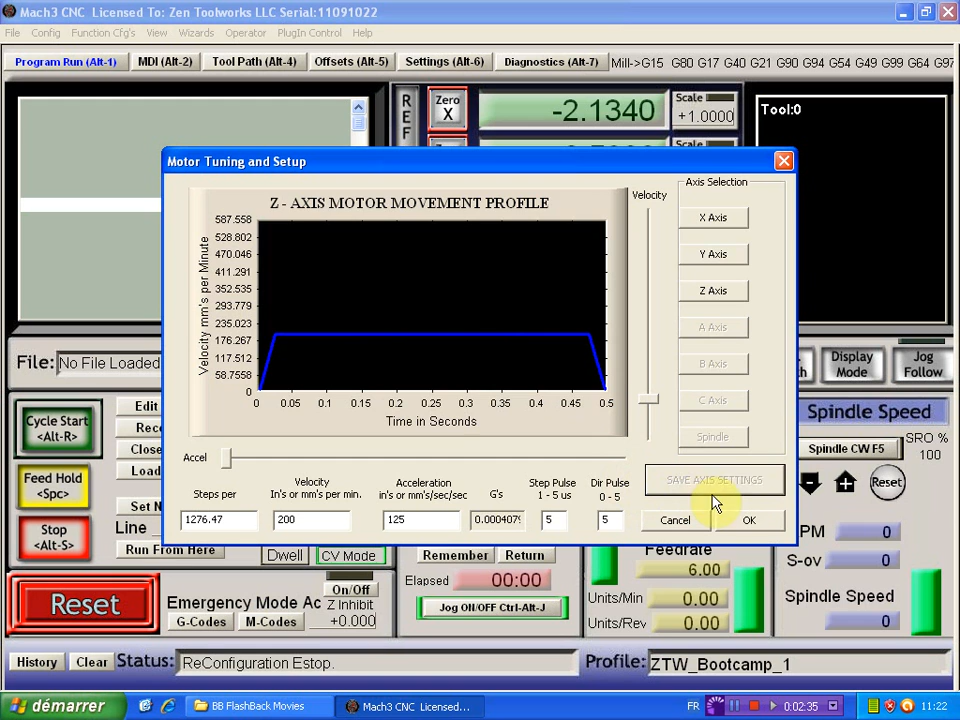 Mach3 CNC Licensed To: Zen Toolworks LLC Serial:11091022
File Config Function Cfg's View Wizards Operator PlugIn Control Help
Program Run (Alt-1) MDI (Alt-2) Tool Path (Alt-4) Offsets (Alt-5) Settings (Alt-6) Diagnostics (Alt-7) Mill->G15 G80 G17 G40 G21 G90 G94 G54 G49 G99 G64 G97
REF
Zero X
-2.1340
Scale
+1.0000
Tool:0
Motor Tuning and Setup
Z - AXIS MOTOR MOVEMENT PROFILE
Velocity mm's per Minute
587.558
528.802
470.046
411.291
352.535
293.779
235.023
176.267
117.512
58.7558
0
0 0.05 0.1 0.15 0.2 0.25 0.3 0.35 0.4 0.45 0.5
Time in Seconds
Velocity
Axis Selection
X Axis
Y Axis
Z Axis
A Axis
B Axis
C Axis
Spindle
Accel
SAVE AXIS SETTINGS
Steps per
Velocity
In's or mm's per min.
Acceleration
in's or mm's/sec/sec
G's
Step Pulse
1 - 5 us
Dir Pulse
0 - 5
1276.47 200 125 0.0004079 5 5
Cancel OK
File: No File Loaded
Display Mode
Jog Follow
Cycle Start
<Alt-R>
Feed Hold
<Spc>
Stop
<Alt-S>
Edit
Rec
Close
Load
Set N
Line
Run From Here
Dwell CV Mode
Spindle Speed
Spindle CW F5
SRO %
100
Reset
PM 0
S-ov 0
Spindle Speed
0
Reset
Emergency Mode Ac
G-Codes M-Codes
On/Off
Z Inhibit
+0.000
Remember Return
Elapsed 00:00
Jog ON/OFF Ctrl-Alt-J
Feedrate
6.00
Units/Min 0.00
Units/Rev 0.00
History Clear Status: ReConfiguration Estop. Profile: ZTW_Bootcamp_1
démarrer BB FlashBack Movies Mach3 CNC Licensed... FR 0:02:35 11:22